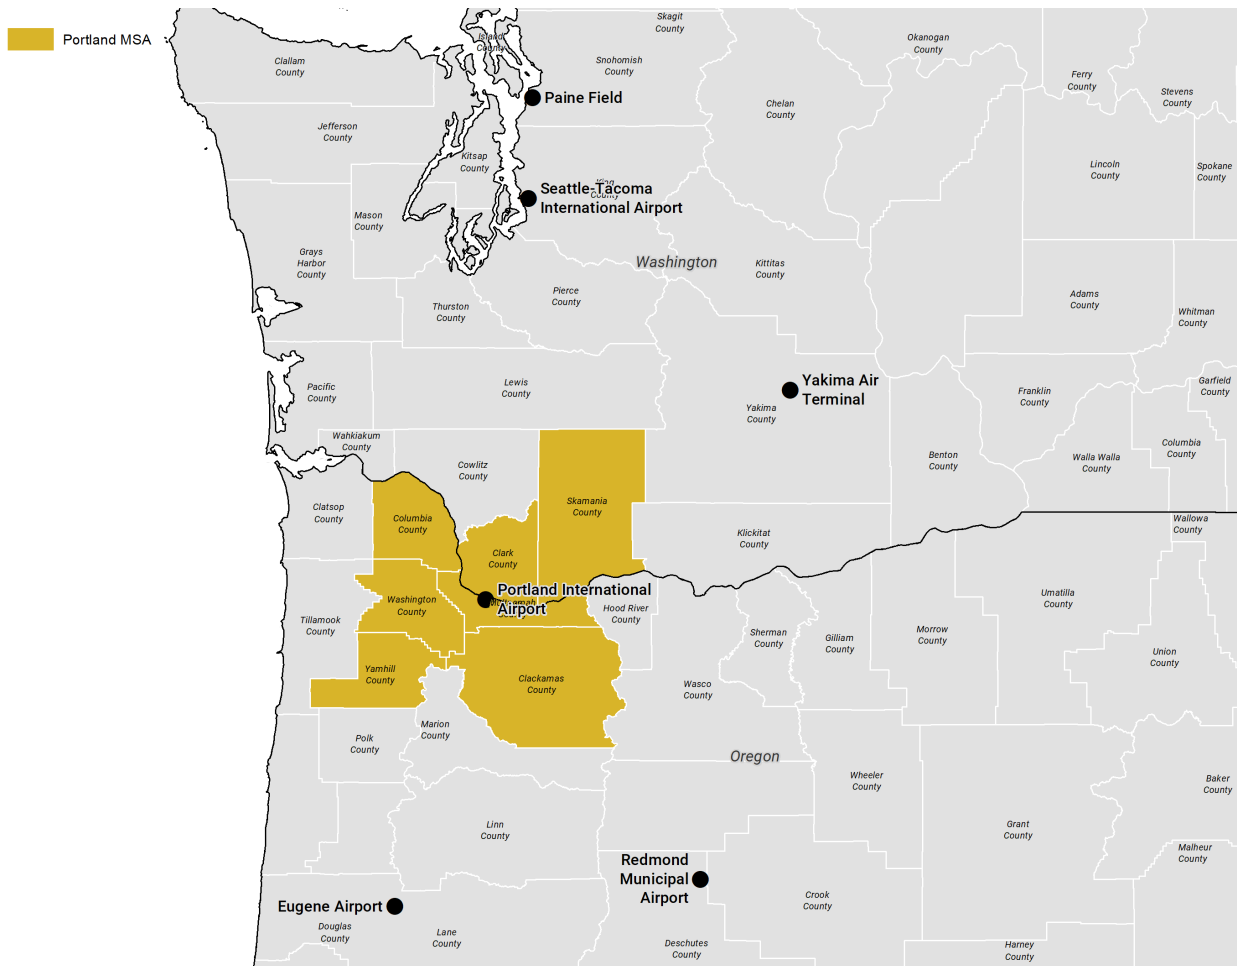 Portland MSA
Skagit
County
Island
County
Okanogan
County
Clallam
County
Snohomish
County
Ferry
County
Stevens
County
Paine Field
Chelan
County
Jefferson
County
Kitsap
County
Lincoln
County
Spokane
County
King
County
Seattle-Tacoma
International Airport
Mason
County
Grays
Harbor
County
Washington
Kittitas
County
Pierce
County
Thurston
County
Adams
County
Whitman
County
Pacific
County
Lewis
County
Yakima Air
Terminal
Yakima
County
Franklin
County
Garfield
County
Wahkiakum
County
Cowlitz
County
Benton
County
Walla Walla
County
Columbia
County
Clatsop
County
Columbia
County
Skamania
County
Klickitat
County
Wallowa
County
Clark
County
Portland International
Airport
Multnomah
County
Washington
County
Hood River
County
Tillamook
County
Sherman
County
Gilliam
County
Morrow
County
Umatilla
County
Union
County
Yamhill
County
Clackamas
County
Wasco
County
Marion
County
Polk
County
Oregon
Wheeler
County
Baker
County
Linn
County
Grant
County
Malheur
County
Redmond
Municipal
Airport
Crook
County
Eugene Airport
Douglas
County
Lane
County
Deschutes
County
Harney
County